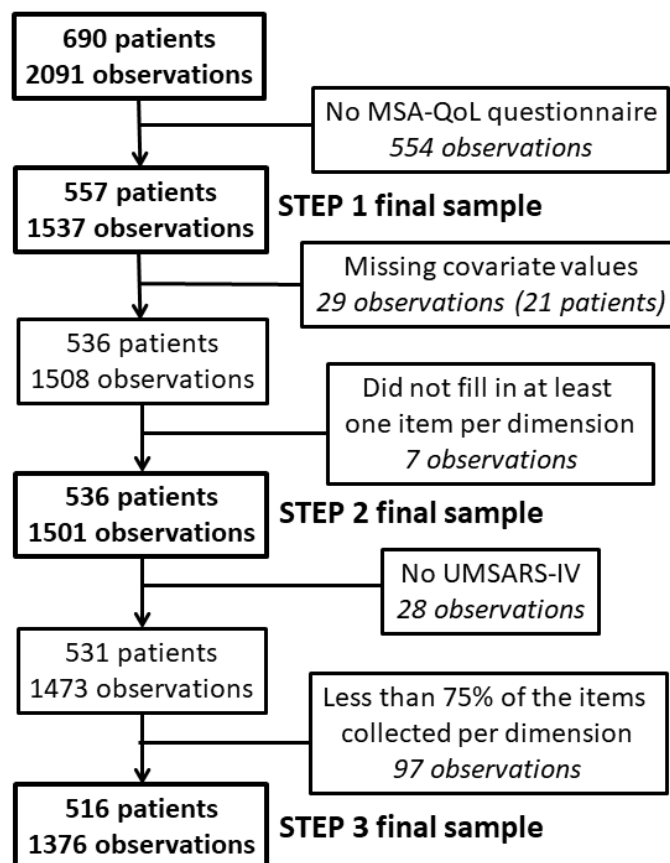 690 patients
2091 observations
No MSA-QoL questionnaire
554 observations
557 patients
1537 observations
STEP 1 final sample
Missing covariate values
29 observations (21 patients)
536 patients
1508 observations
Did not fill in at least
one item per dimension
7 observations
536 patients
1501 observations
STEP 2 final sample
No UMSARS-IV
28 observations
531 patients
1473 observations
Less than 75% of the items
collected per dimension
97 observations
516 patients
1376 observations
STEP 3 final sample